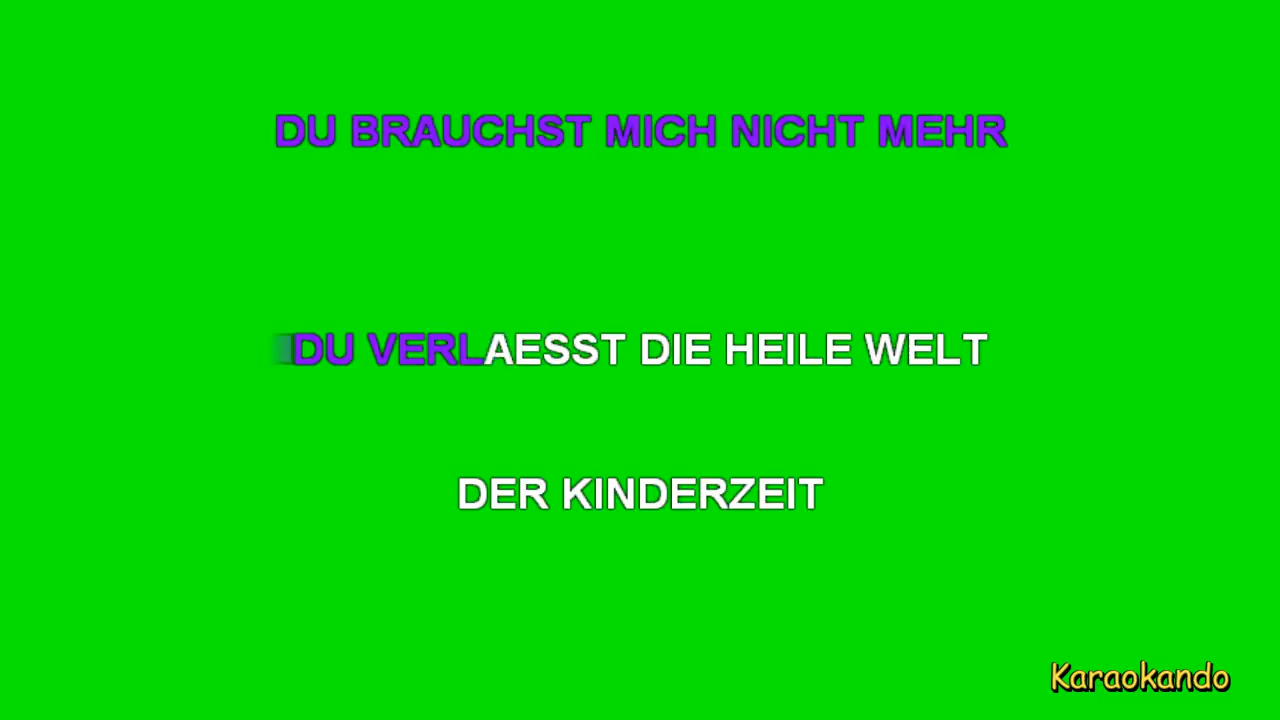 DU BRAUCHST MICH NICHT MEHR
DU VERLAESST DIE HEILE WELT
DER KINDERZEIT
Karaokando